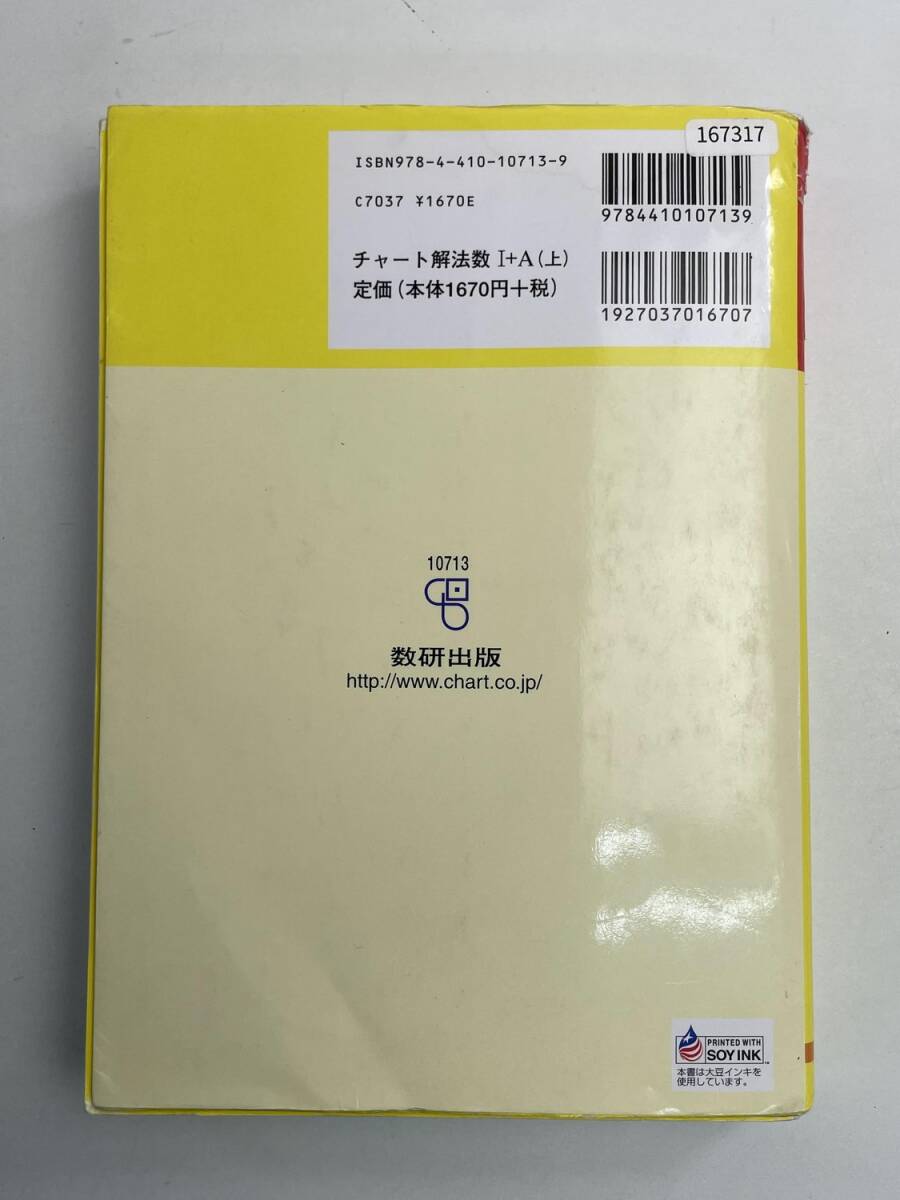 167317
ISBN978-4-410-10713-9
C7037 ¥1670E
9784410107139
チャート解法数 I+A (上)
定価 (本体1670円+税)
1927037016707
10713
数研出版
http://www.chart.co.jp/
PRINTED WITH
SOY INK™
本書は大豆インキを
使用しています。